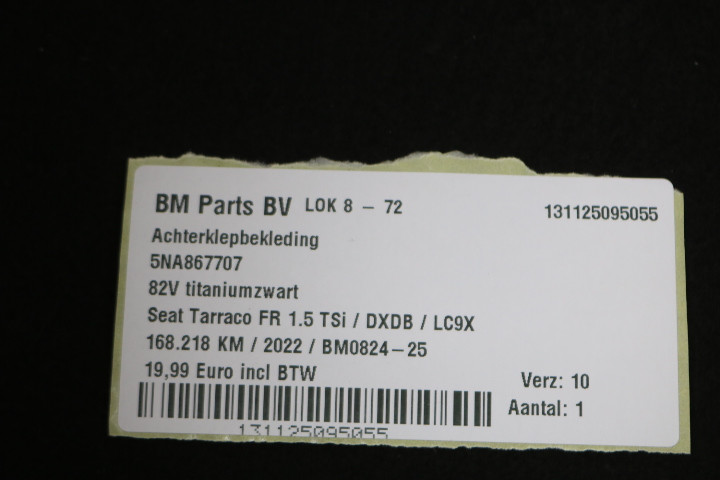 BM Parts BV LOK 8 - 72 131125095055
Achterklepbekleding
5NA867707
82V titaniumzwart
Seat Tarraco FR 1.5 TSi / DXDB / LC9X
168.218 KM / 2022 / BM0824-25
19,99 Euro incl BTW Verz: 10
Aantal: 1
131125095055